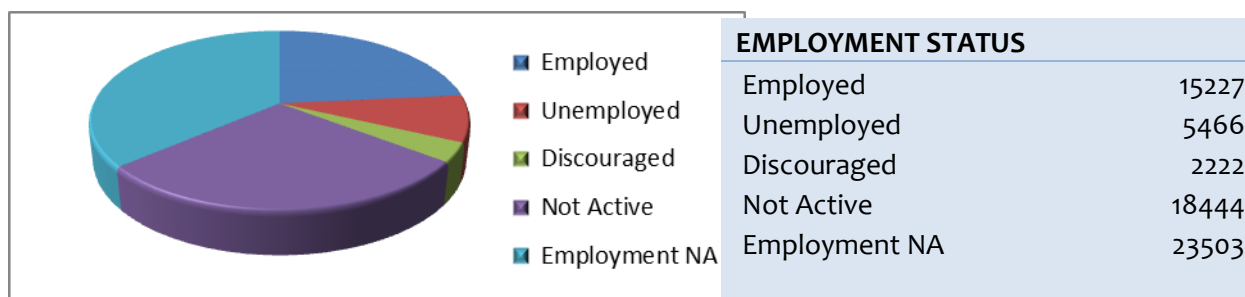 Employed
Unemployed
Discouraged
Not Active
Employment NA
EMPLOYMENT STATUS
Employed 15227
Unemployed 5466
Discouraged 2222
Not Active 18444
Employment NA 23503